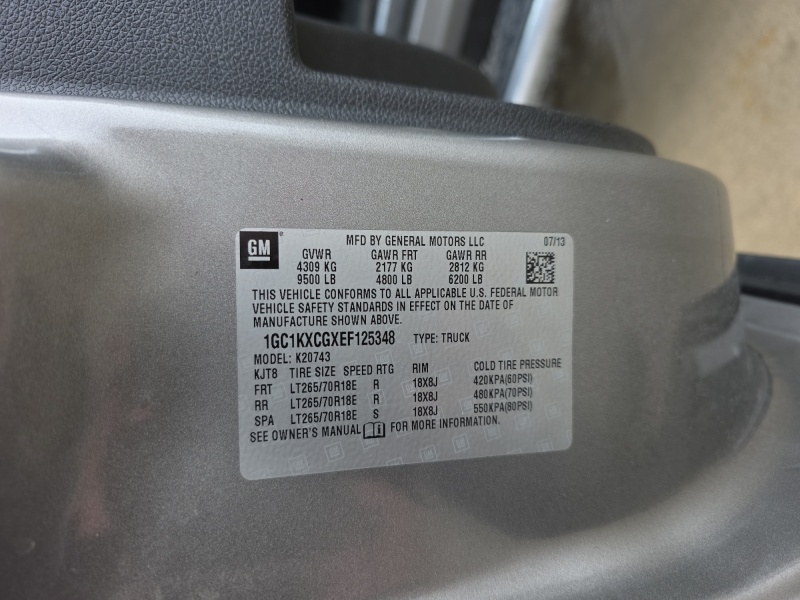 GM
MFD BY GENERAL MOTORS LLC 07/13
GVWR GAWR FRT GAWR RR
4309 KG 2177 KG 2812 KG
9500 LB 4800 LB 6200 LB
THIS VEHICLE CONFORMS TO ALL APPLICABLE U.S. FEDERAL MOTOR
VEHICLE SAFETY STANDARDS IN EFFECT ON THE DATE OF
MANUFACTURE SHOWN ABOVE.
1GC1KXCGXEF125348 TYPE: TRUCK
MODEL: K20743
KJT8 TIRE SIZE SPEED RTG RIM COLD TIRE PRESSURE
FRT LT265/70R18E R 18X8J 420KPA(60PSI)
RR LT265/70R18E R 18X8J 480KPA(70PSI)
SPA LT265/70R18E S 18X8J 550KPA(80PSI)
SEE OWNER'S MANUAL FOR MORE INFORMATION.